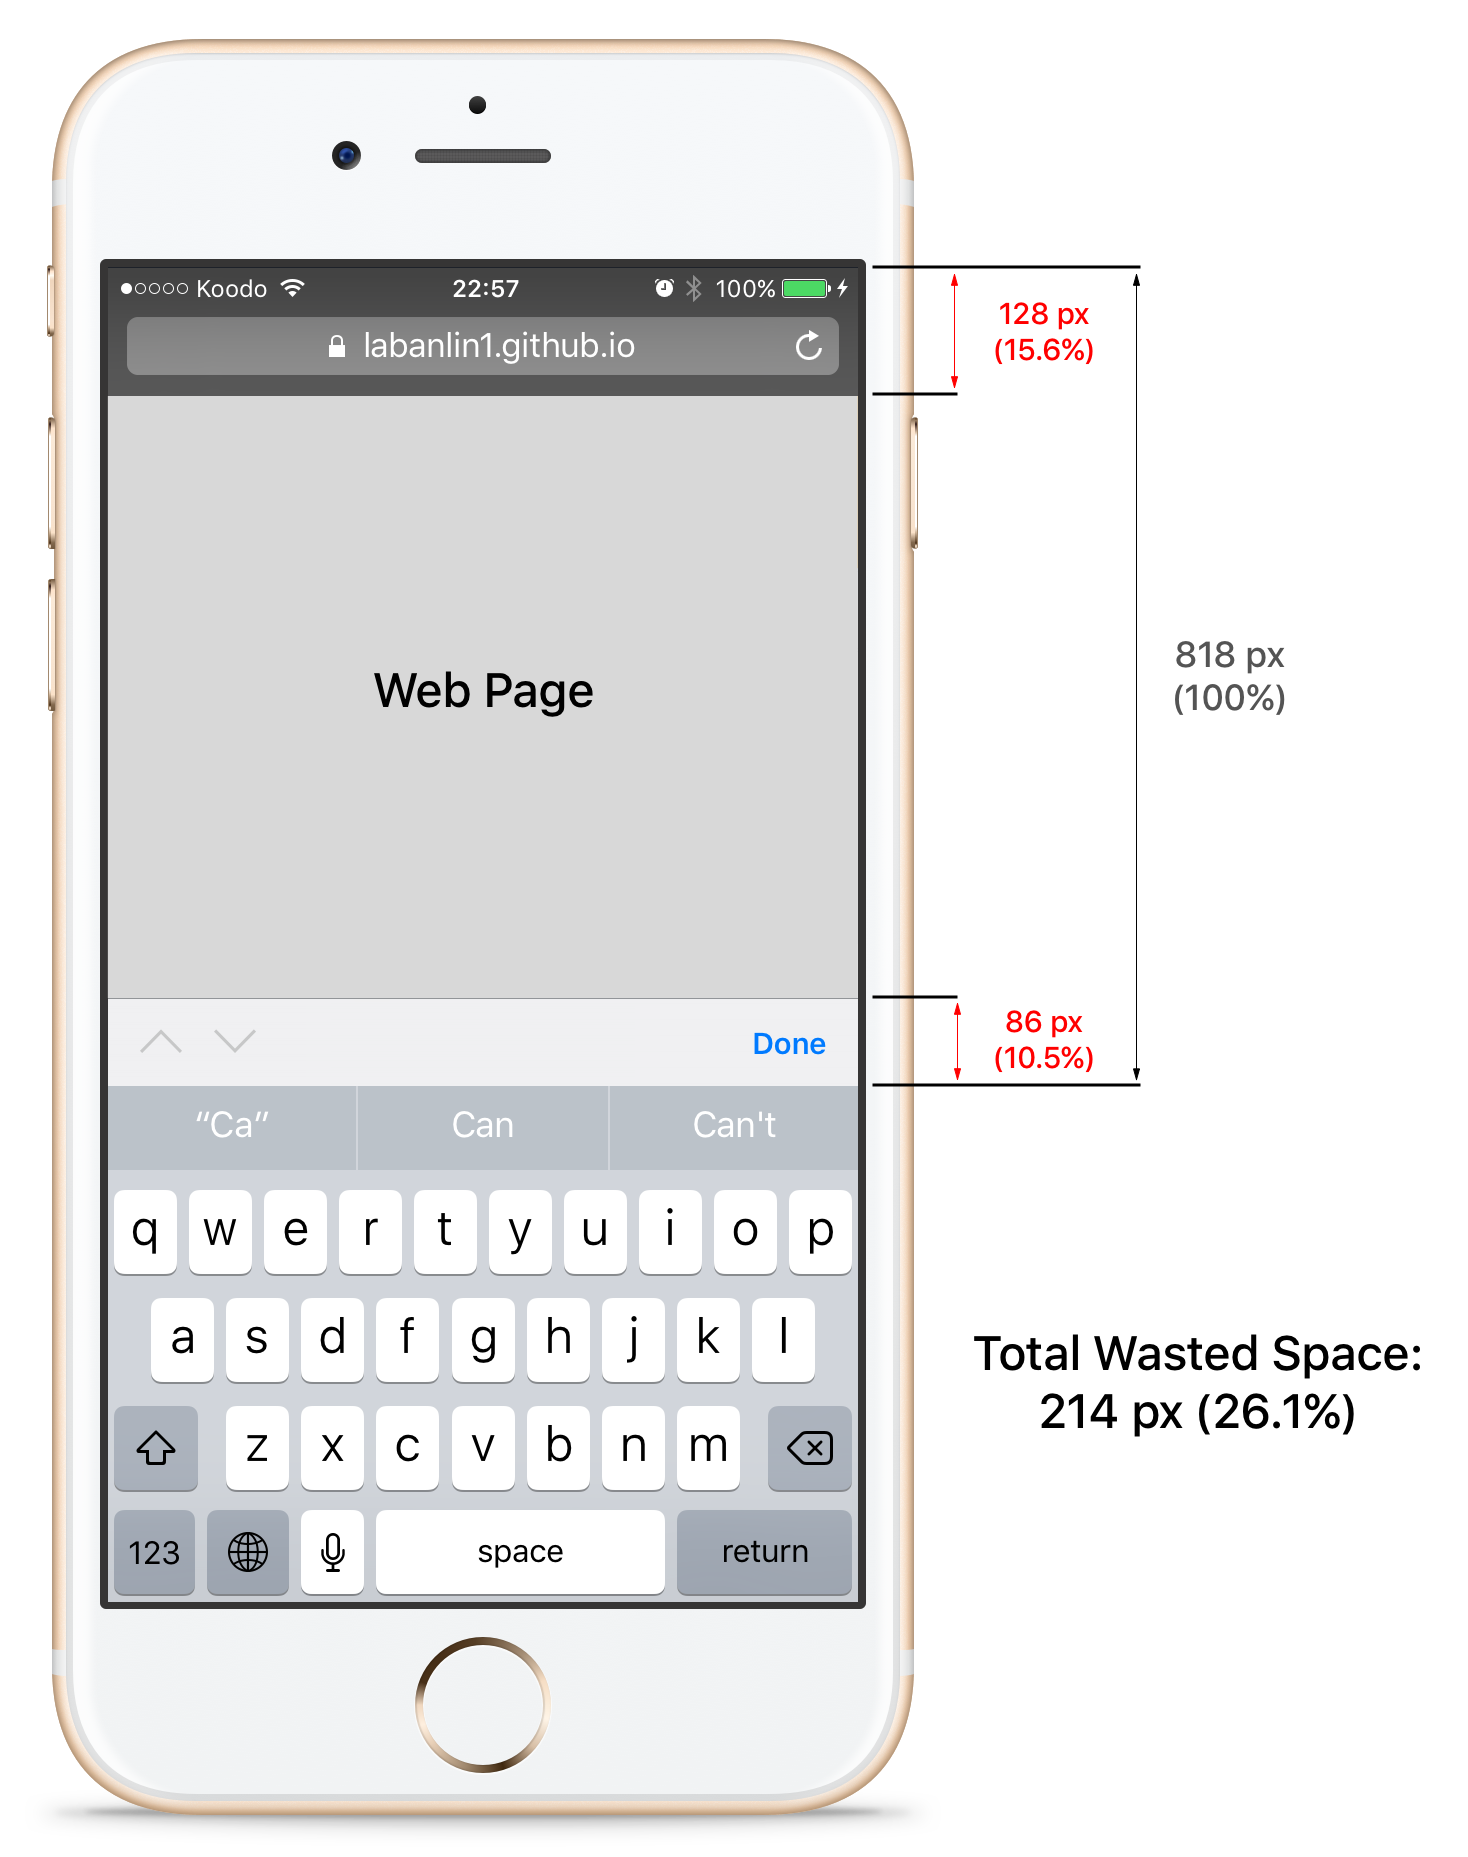 Koodo 22:57 100%
labanlin1.github.io
128 px
(15.6%)
Web Page
818 px
(100%)
86 px
(10.5%)
Done
“Ca” Can Can't
q w e r t y u i o p
a s d f g h j k l
z x c v b n m
123 space return
Total Wasted Space:
214 px (26.1%)